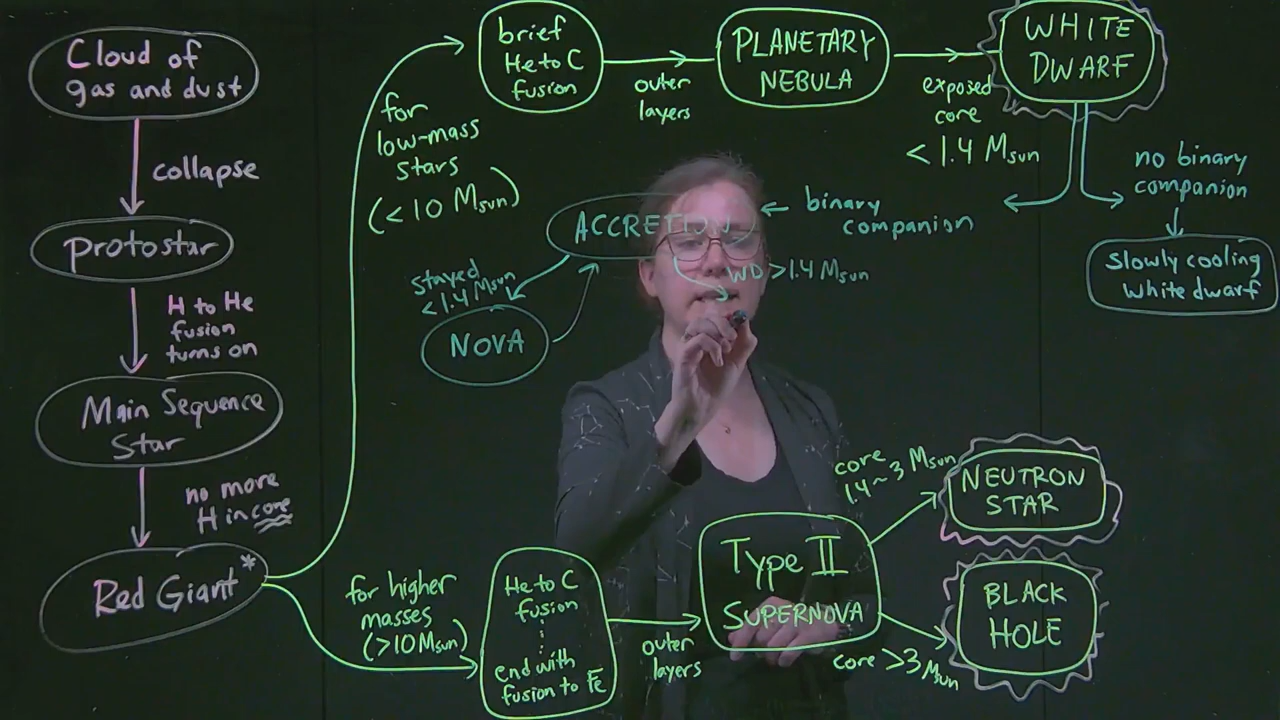 Cloud of
gas and dust
collapse
Protostar
H to He
fusion
turns on
Main Sequence
Star
no more
H in core
Red Giant*
for
low-mass
stars
(<10 Msun)
brief
He to C
fusion
outer
layers
PLANETARY
NEBULA
exposed
core
<1.4 Msun
WHITE
DWARF
no binary
companion
Slowly cooling
white dwarf
binary
companion
ACCRETION
stayed
<1.4 Msun
NOVA
WD >1.4 Msun
for higher
masses
(>10 Msun)
He to C
fusion
⋮
end with
fusion to Fe
outer
layers
Type II
SUPERNOVA
core
1.4~3 Msun
NEUTRON
STAR
core >3 Msun
BLACK
HOLE